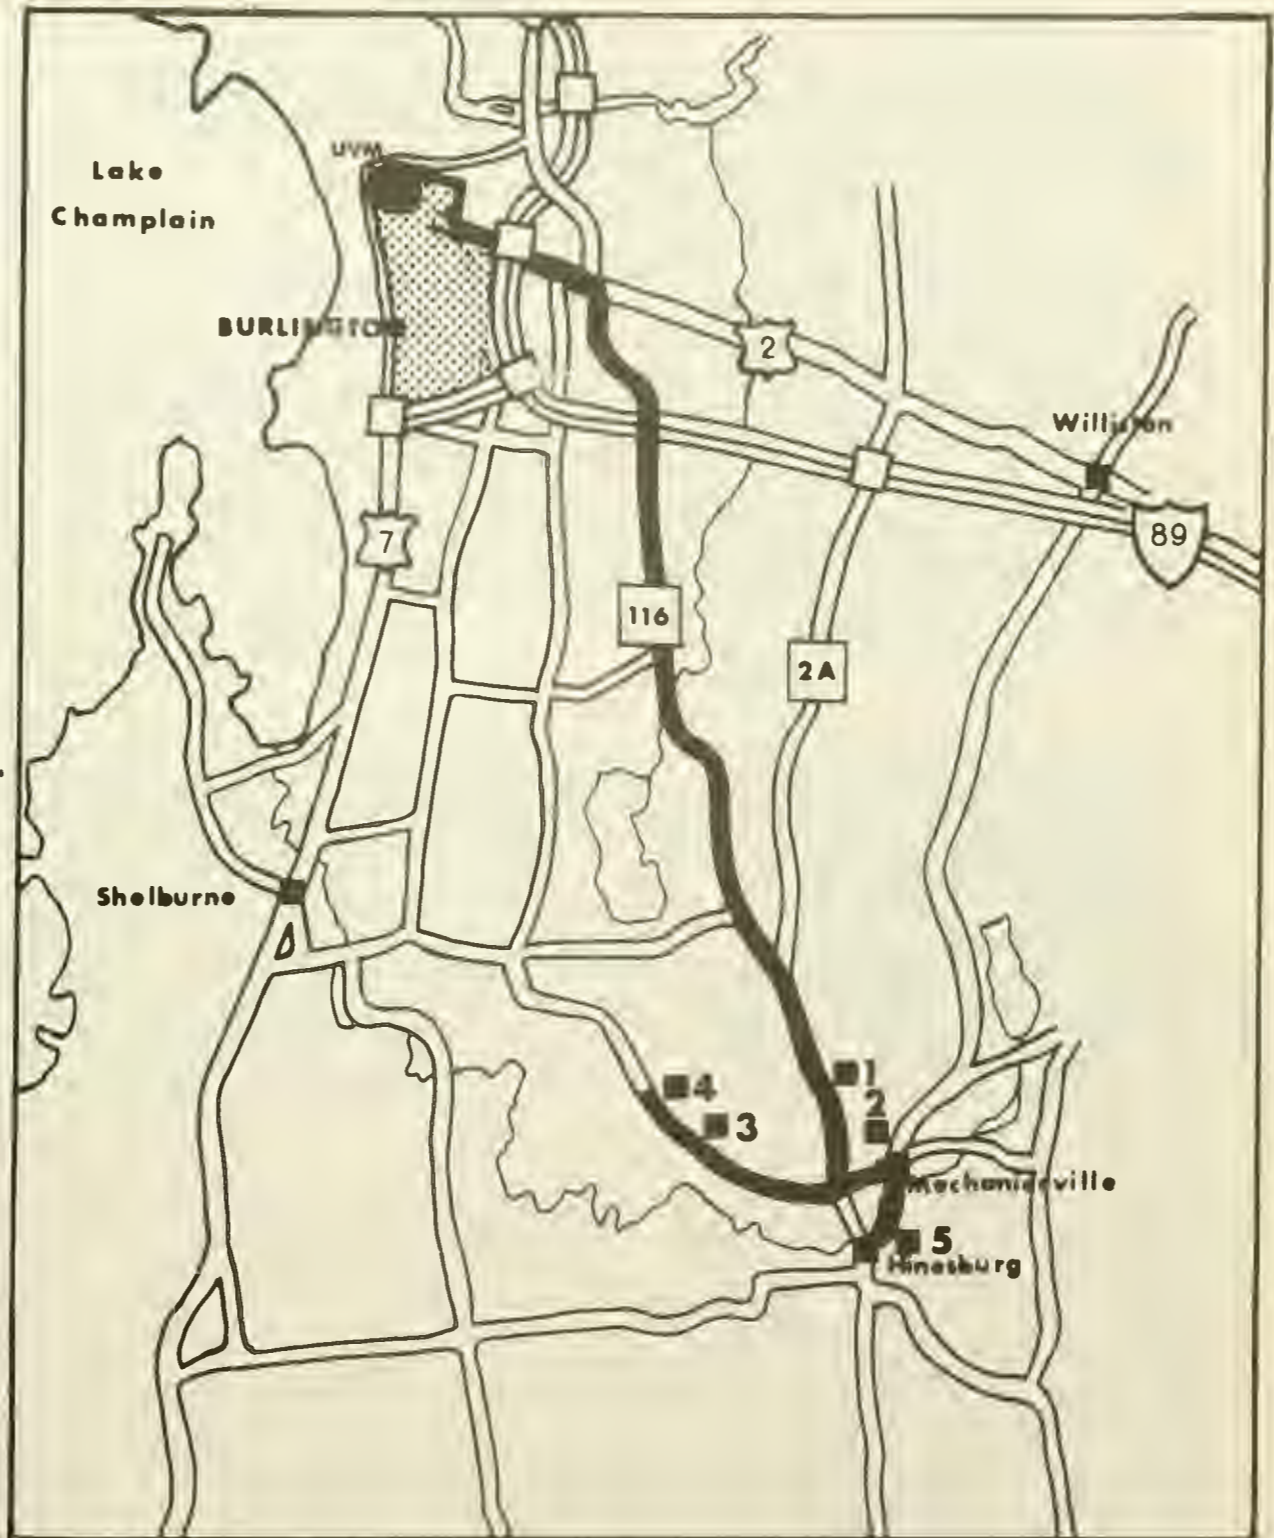 UVM
Lake
Champlain
BURLINGTON
2
Williston
89
7
116
2A
Shelburne
1
4
2
3
Mechanicsville
5
Hinesburg